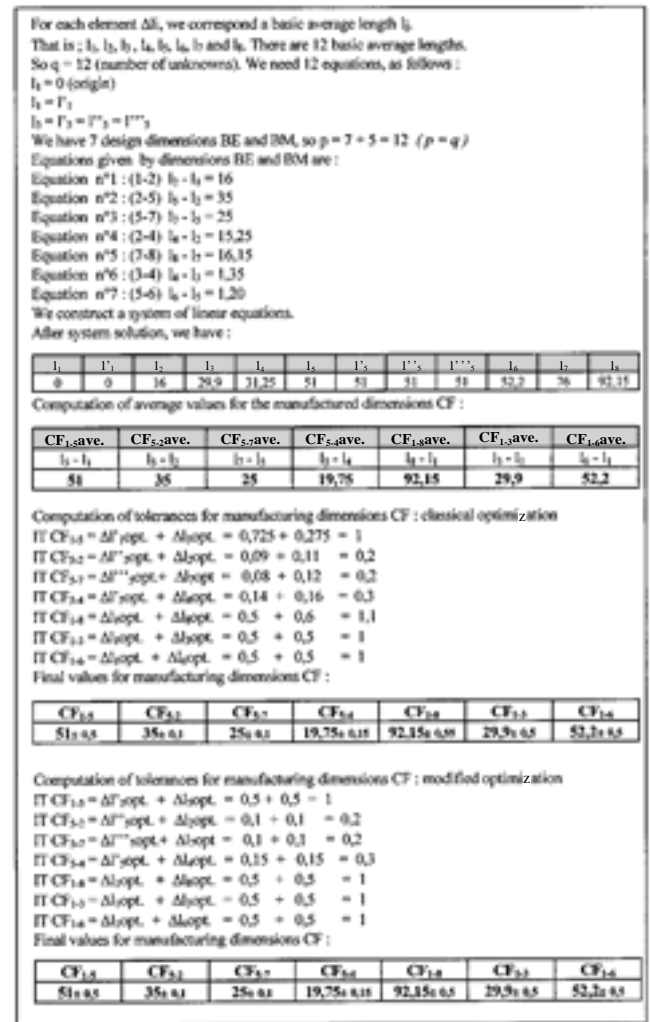 For each element Δli, we correspond a basic average length lj.
That is : l₁, l₂, l₃, l₄, l₅, l₆, l₇ and l₈. There are 12 basic average lengths.
So q = 12 (number of unknowns). We need 12 equations, as follows :
l₁ = 0 (origin)
l₁ = l'₁
l₅ = l'₅ = l''₅ = l'''₅
We have 7 design dimensions BE and BM, so p = 7 + 5 = 12 (p = q)
Equations given by dimensions BE and BM are :
Equation n°1 : (1-2) l₂ - l₁ = 16
Equation n°2 : (2-5) l₅ - l₂ = 35
Equation n°3 : (5-7) l₇ - l₅ = 25
Equation n°4 : (2-4) l₄ - l₂ = 15,25
Equation n°5 : (7-8) l₈ - l₇ = 16,15
Equation n°6 : (3-4) l₄ - l₃ = 1,35
Equation n°7 : (5-6) l₆ - l₅ = 1,20
We construct a system of linear equations.
After system solution, we have :
l₁ l'₁ l₂ l₃ l₄ l₅ l'₅ l''₅ l'''₅ l₆ l₇ l₈
0 0 16 29,9 31,25 51 51 51 51 52,2 76 92,15
Computation of average values for the manufactured dimensions CF :
CF₁₋₅ave. CF₅₋₂ave. CF₅₋₇ave. CF₅₋₄ave. CF₁₋₈ave. CF₁₋₃ave. CF₁₋₆ave.
l₅ - l₁ l₅ - l₂ l₇ - l₅ l₅ - l₄ l₈ - l₁ l₃ - l₁ l₆ - l₁
51 35 25 19,75 92,15 29,9 52,2
Computation of tolerances for manufacturing dimensions CF : classical optimization
IT CF₁₋₅ = Δl'₁opt. + Δl₅opt. = 0,725 + 0,275 = 1
IT CF₅₋₂ = Δl''₅opt. + Δl₂opt. = 0,09 + 0,11 = 0,2
IT CF₅₋₇ = Δl'''₅opt.+ Δl₇opt = 0,08 + 0,12 = 0,2
IT CF₅₋₄ = Δl'₅opt. + Δl₄opt. = 0,14 + 0,16 = 0,3
IT CF₁₋₈ = Δl₁opt. + Δl₈opt. = 0,5 + 0,6 = 1,1
IT CF₁₋₃ = Δl₁opt. + Δl₃opt. = 0,5 + 0,5 = 1
IT CF₁₋₆ = Δl₁opt. + Δl₆opt. = 0,5 + 0,5 = 1
Final values for manufacturing dimensions CF :
CF₁₋₅ CF₅₋₂ CF₅₋₇ CF₅₋₄ CF₁₋₈ CF₁₋₃ CF₁₋₆
51± 0,5 35± 0,1 25± 0,1 19,75± 0,15 92,15± 0,55 29,9± 0,5 52,2± 0,5
Computation of tolerances for manufacturing dimensions CF : modified optimization
IT CF₁₋₅ = Δl'₁opt. + Δl₅opt. = 0,5 + 0,5 = 1
IT CF₅₋₂ = Δl''₅opt. + Δl₂opt. = 0,1 + 0,1 = 0,2
IT CF₅₋₇ = Δl'''₅opt.+ Δl₇opt = 0,1 + 0,1 = 0,2
IT CF₅₋₄ = Δl'₅opt. + Δl₄opt. = 0,15 + 0,15 = 0,3
IT CF₁₋₈ = Δl₁opt. + Δl₈opt. = 0,5 + 0,5 = 1
IT CF₁₋₃ = Δl₁opt. + Δl₃opt. = 0,5 + 0,5 = 1
IT CF₁₋₆ = Δl₁opt. + Δl₆opt. = 0,5 + 0,5 = 1
Final values for manufacturing dimensions CF :
CF₁₋₅ CF₅₋₂ CF₅₋₇ CF₅₋₄ CF₁₋₈ CF₁₋₃ CF₁₋₆
51± 0,5 35± 0,1 25± 0,1 19,75± 0,15 92,15± 0,5 29,9± 0,5 52,2± 0,5